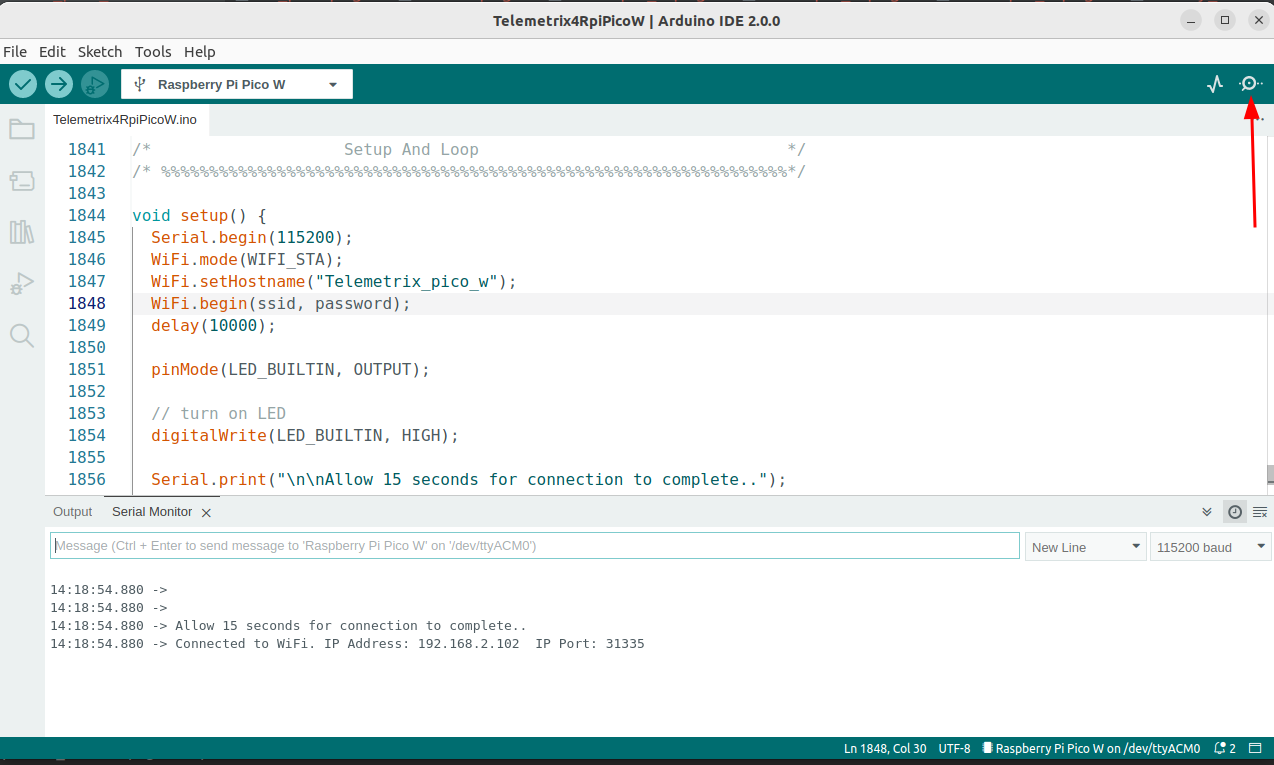 Telemetrix4RpiPicoW | Arduino IDE 2.0.0
File Edit Sketch Tools Help
Raspberry Pi Pico W
Telemetrix4RpiPicoW.ino
1841 /* Setup And Loop */
1842 /* %%%%%%%%%%%%%%%%%%%%%%%%%%%%%%%%%%%%%%%%%%%%%%%%%%%%%%%%%%%%%%%%%*/
1843
1844 void setup() {
1845 Serial.begin(115200);
1846 WiFi.mode(WIFI_STA);
1847 WiFi.setHostname("Telemetrix_pico_w");
1848 WiFi.begin(ssid, password);
1849 delay(10000);
1850
1851 pinMode(LED_BUILTIN, OUTPUT);
1852
1853 // turn on LED
1854 digitalWrite(LED_BUILTIN, HIGH);
1855
1856 Serial.print("\n\nAllow 15 seconds for connection to complete..");
Output Serial Monitor
Message (Ctrl + Enter to send message to 'Raspberry Pi Pico W' on '/dev/ttyACM0') New Line 115200 baud
14:18:54.880 ->
14:18:54.880 ->
14:18:54.880 -> Allow 15 seconds for connection to complete..
14:18:54.880 -> Connected to WiFi. IP Address: 192.168.2.102 IP Port: 31335
Ln 1848, Col 30 UTF-8 Raspberry Pi Pico W on /dev/ttyACM0 2